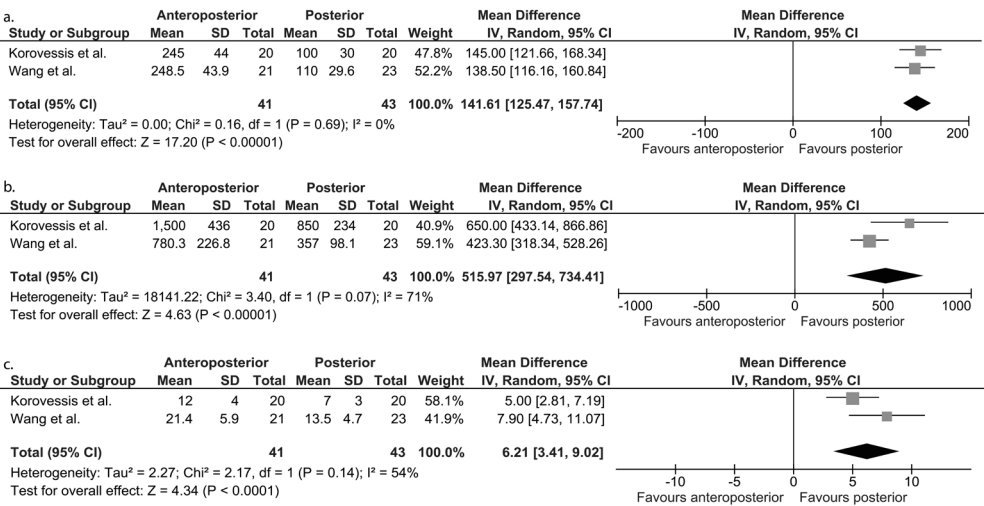 a.
Anteroposterior Posterior Mean Difference Mean Difference
Study or Subgroup Mean SD Total Mean SD Total Weight IV, Random, 95% CI IV, Random, 95% CI
Korovessis et al. 245 44 20 100 30 20 47.8% 145.00 [121.66, 168.34]
Wang et al. 248.5 43.9 21 110 29.6 23 52.2% 138.50 [116.16, 160.84]
Total (95% CI) 41 43 100.0% 141.61 [125.47, 157.74]
Heterogeneity: Tau² = 0.00; Chi² = 0.16, df = 1 (P = 0.69); I² = 0%
Test for overall effect: Z = 17.20 (P < 0.00001)
-200 -100 0 100 200
Favours anteroposterior Favours posterior
b.
Anteroposterior Posterior Mean Difference Mean Difference
Study or Subgroup Mean SD Total Mean SD Total Weight IV, Random, 95% CI IV, Random, 95% CI
Korovessis et al. 1,500 436 20 850 234 20 40.9% 650.00 [433.14, 866.86]
Wang et al. 780.3 226.8 21 357 98.1 23 59.1% 423.30 [318.34, 528.26]
Total (95% CI) 41 43 100.0% 515.97 [297.54, 734.41]
Heterogeneity: Tau² = 18141.22; Chi² = 3.40, df = 1 (P = 0.07); I² = 71%
Test for overall effect: Z = 4.63 (P < 0.00001)
-1000 -500 0 500 1000
Favours anteroposterior Favours posterior
c.
Anteroposterior Posterior Mean Difference Mean Difference
Study or Subgroup Mean SD Total Mean SD Total Weight IV, Random, 95% CI IV, Random, 95% CI
Korovessis et al. 12 4 20 7 3 20 58.1% 5.00 [2.81, 7.19]
Wang et al. 21.4 5.9 21 13.5 4.7 23 41.9% 7.90 [4.73, 11.07]
Total (95% CI) 41 43 100.0% 6.21 [3.41, 9.02]
Heterogeneity: Tau² = 2.27; Chi² = 2.17, df = 1 (P = 0.14); I² = 54%
Test for overall effect: Z = 4.34 (P < 0.0001)
-10 -5 0 5 10
Favours anteroposterior Favours posterior